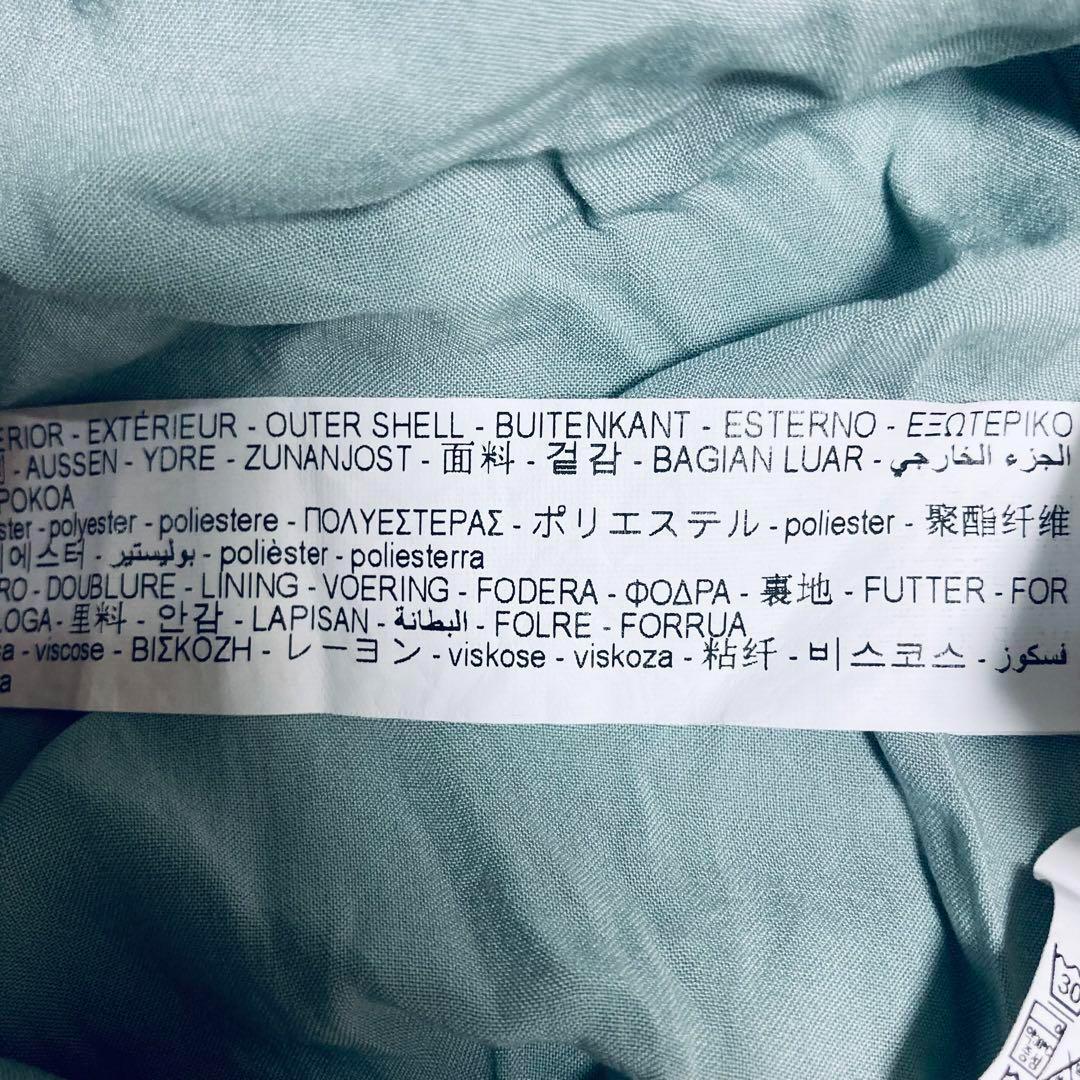 ERIOR - EXTÉRIEUR - OUTER SHELL - BUITENKANT - ESTERNO - ΕΞΩΤΕΡΙΚΟ
- AUSSEN - YDRE - ZUNANJOST - 面料 - 겉감 - BAGIAN LUAR - الجزء الخارجي
POKOA
ster - polyester - poliestere - ΠΟΛΥΕΣΤΕΡΑΣ - ポリエステル - poliester - 聚酯纤维
에스터 - بوليستير - polièster - poliesterra
RO - DOUBLURE - LINING - VOERING - FODERA - ΦΟΔΡΑ - 裏地 - FUTTER - FOR
LOGA - 里料 - 안감 - LAPISAN - البطانة - FOLRE - FORRUA
sa - viscose - ΒΙΣΚΟΖΗ - レーヨン - viskose - viskoza - 粘纤 - 비스코스 - فسكوز
a
30